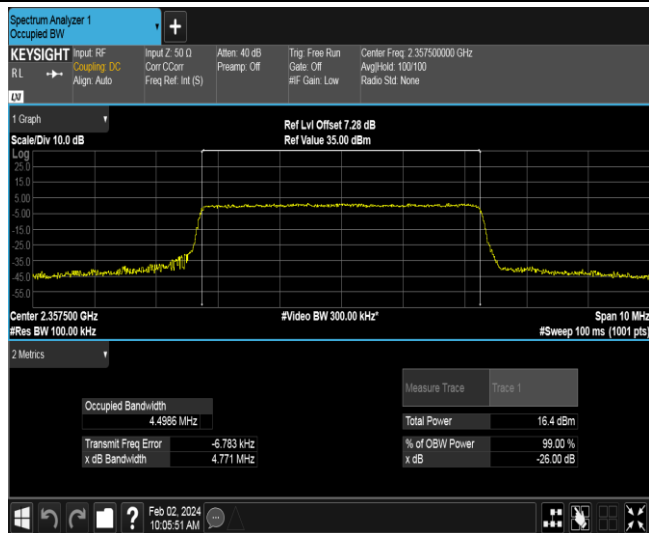 Spectrum Analyzer 1
Occupied BW
+
KEYSIGHT
RL
Input: RF
Coupling: DC
Align: Auto
Input Z: 50 Ω
Corr CCorr
Freq Ref: Int (S)
Atten: 40 dB
Preamp: Off
Trig: Free Run
Gate: Off
#IF Gain: Low
Center Freq: 2.357500000 GHz
Avg|Hold: 100/100
Radio Std: None
1 Graph
Scale/Div 10.0 dB
Ref Lvl Offset 7.28 dB
Ref Value 35.00 dBm
Log
25.0
15.0
5.00
-5.00
-15.0
-25.0
-35.0
-45.0
-55.0
Center 2.357500 GHz
#Video BW 300.00 kHz*
Span 10 MHz
#Res BW 100.00 kHz
#Sweep 100 ms (1001 pts)
2 Metrics
Measure Trace
Trace 1
Occupied Bandwidth
4.4986 MHz
Total Power
16.4 dBm
Transmit Freq Error
-6.783 kHz
% of OBW Power
99.00 %
x dB Bandwidth
4.771 MHz
x dB
-26.00 dB
?
Feb 02, 2024
10:05:51 AM